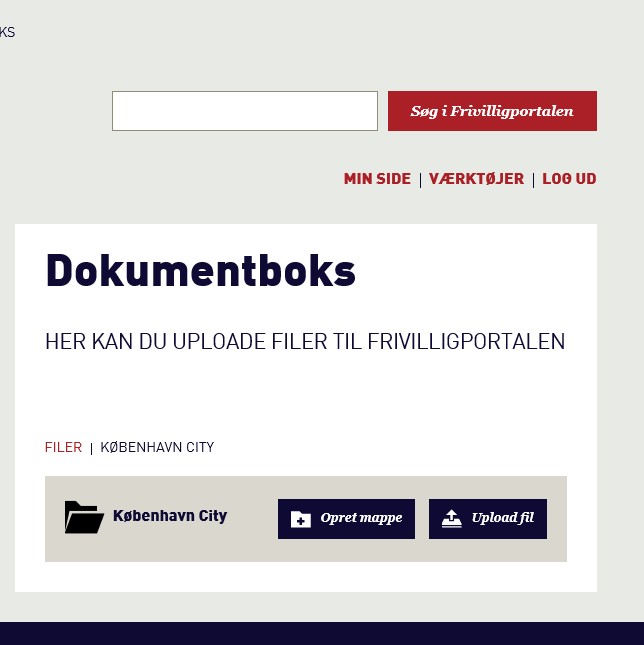 KS
Søg i Frivilligportalen
MIN SIDE | VÆRKTØJER | LOG UD
Dokumentboks
HER KAN DU UPLOADE FILER TIL FRIVILLIGPORTALEN
FILER | KØBENHAVN CITY
København City Opret mappe Upload fil